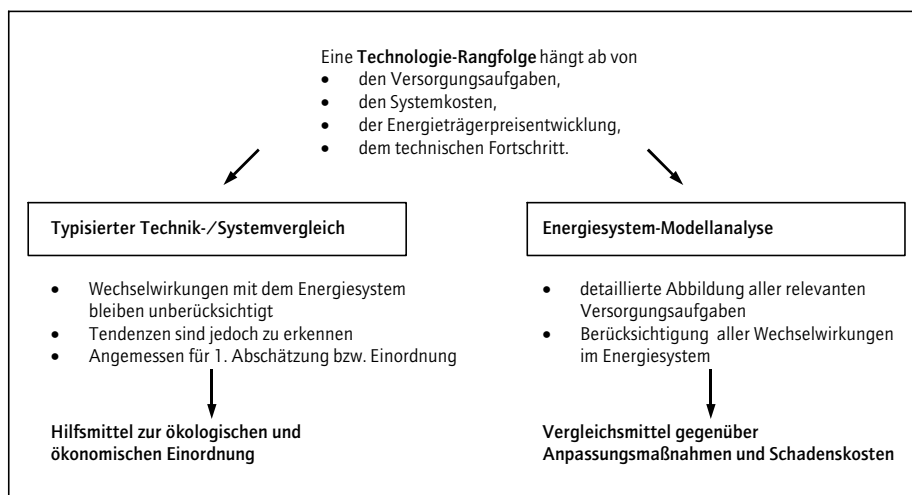 Eine Technologie-Rangfolge hängt ab von
• den Versorgungsaufgaben,
• den Systemkosten,
• der Energieträgerpreisentwicklung,
• dem technischen Fortschritt.
Typisierter Technik-/Systemvergleich
• Wechselwirkungen mit dem Energiesystem
bleiben unberücksichtigt
• Tendenzen sind jedoch zu erkennen
• Angemessen für 1. Abschätzung bzw. Einordnung
Hilfsmittel zur ökologischen und
ökonomischen Einordnung
Energiesystem-Modellanalyse
• detaillierte Abbildung aller relevanten
Versorgungsaufgaben
• Berücksichtigung aller Wechselwirkungen
im Energiesystem
Vergleichsmittel gegenüber
Anpassungsmaßnahmen und Schadenskosten